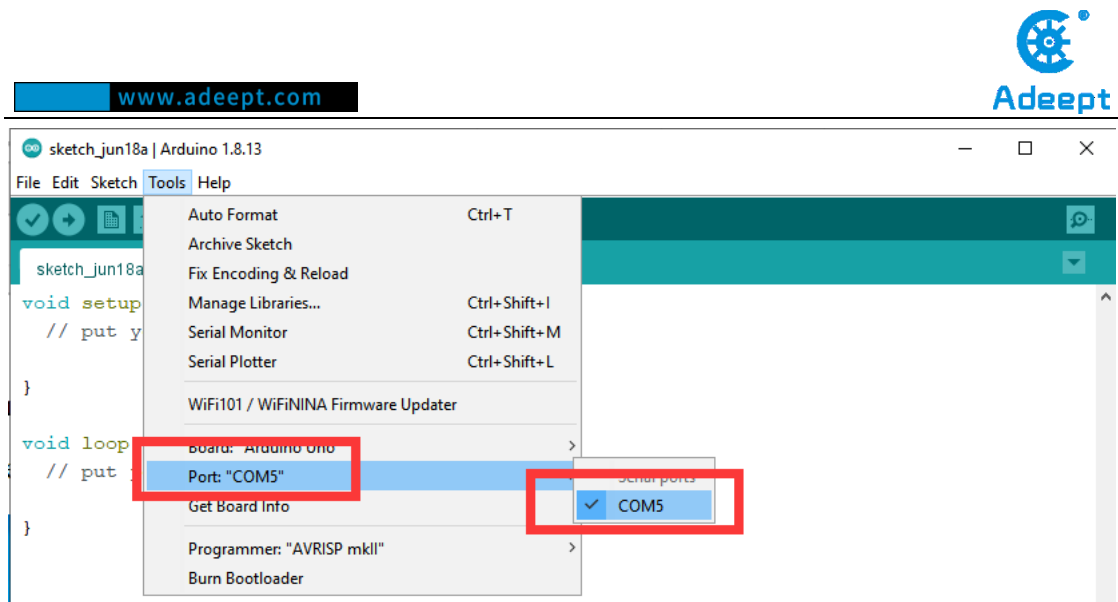 www.adeept.com
Adeept
sketch_jun18a | Arduino 1.8.13
File Edit Sketch Tools Help
Auto Format Ctrl+T
Archive Sketch
sketch_jun18a
Fix Encoding & Reload
void setup
Manage Libraries... Ctrl+Shift+I
// put y
Serial Monitor Ctrl+Shift+M
Serial Plotter Ctrl+Shift+L
}
WiFi101 / WiFiNINA Firmware Updater
void loop
Board: "Arduino Uno"
// put
Port: "COM5"
Serial ports
COM5
Get Board Info
}
Programmer: "AVRISP mkII"
Burn Bootloader